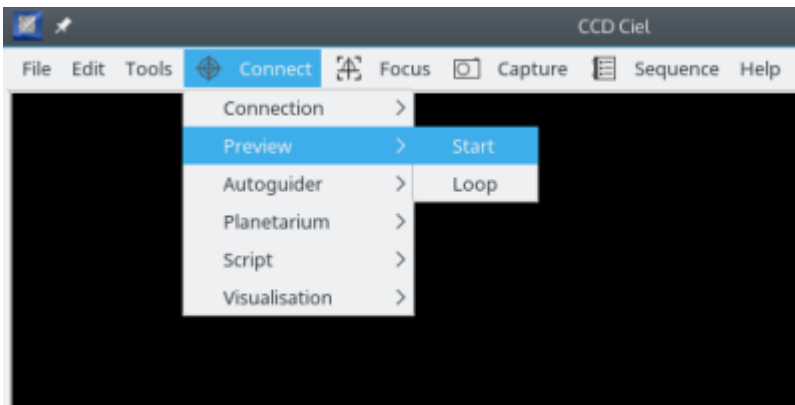 CCD Ciel
File Edit Tools Connect Focus Capture Sequence Help
Connection
Preview
Start
Autoguider
Loop
Planetarium
Script
Visualisation